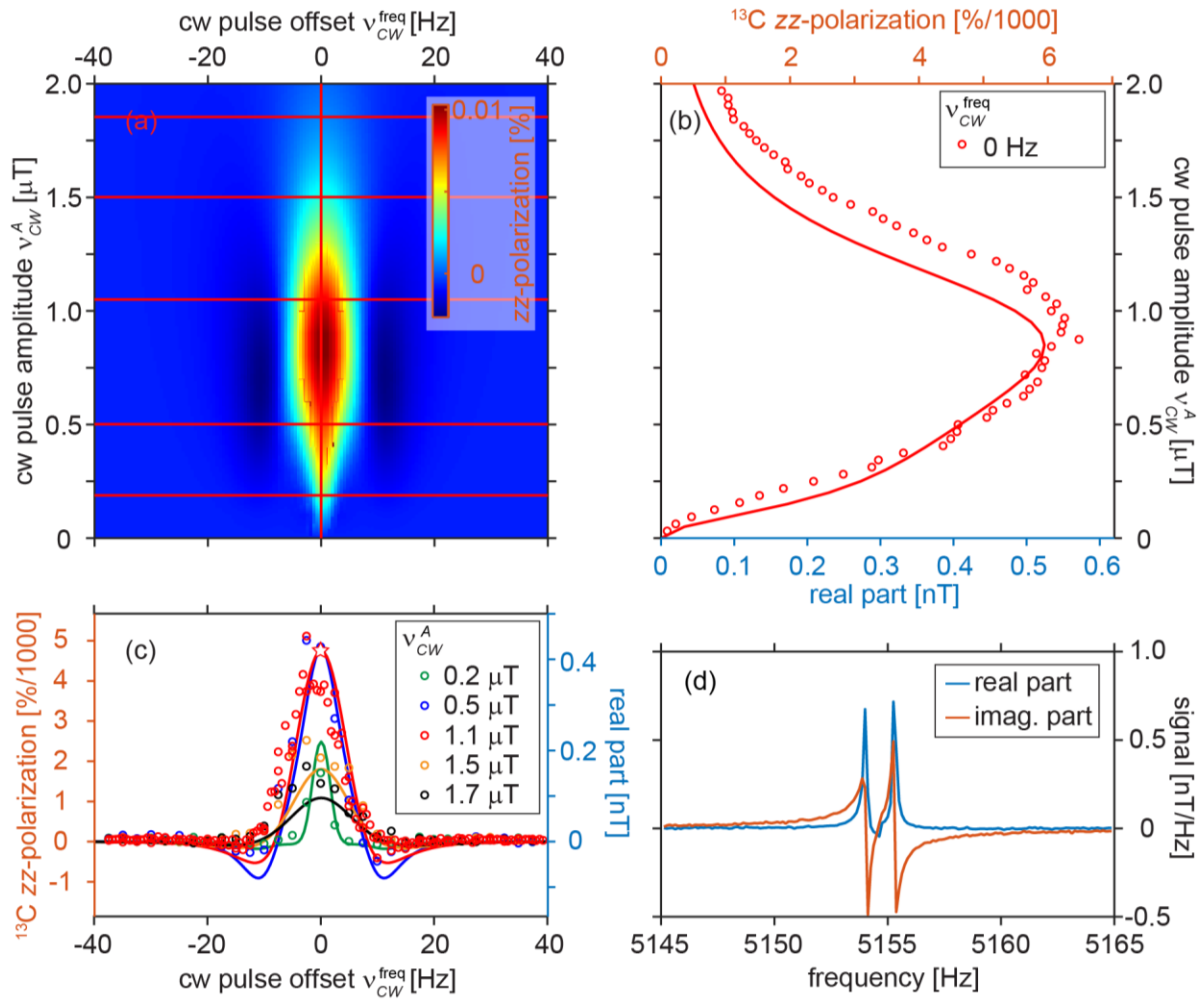 cw pulse offset ν_CW^freq [Hz]
-40 -20 0 20 40
2.0
1.5
1.0
0.5
0
cw pulse amplitude ν_CW^A [μT]
(a)
0.01
0
zz-polarization [%]
¹³C zz-polarization [%/1000]
0 1 2 3 4 5 6 7
(b)
ν_CW^freq
0 Hz
2.0
1.5
1.0
0.5
0
cw pulse amplitude ν_CW^A [μT]
0 0.1 0.2 0.3 0.4 0.5 0.6
real part [nT]
¹³C zz-polarization [%/1000]
5
4
3
2
1
0
-1
(c)
ν_CW^A
0.2 μT
0.5 μT
1.1 μT
1.5 μT
1.7 μT
0.4
0.2
0
real part [nT]
-40 -20 0 20 40
cw pulse offset ν_CW^freq [Hz]
(d)
real part
imag. part
1.0
0.5
0
-0.5
signal [nT/Hz]
5145 5150 5155 5160 5165
frequency [Hz]